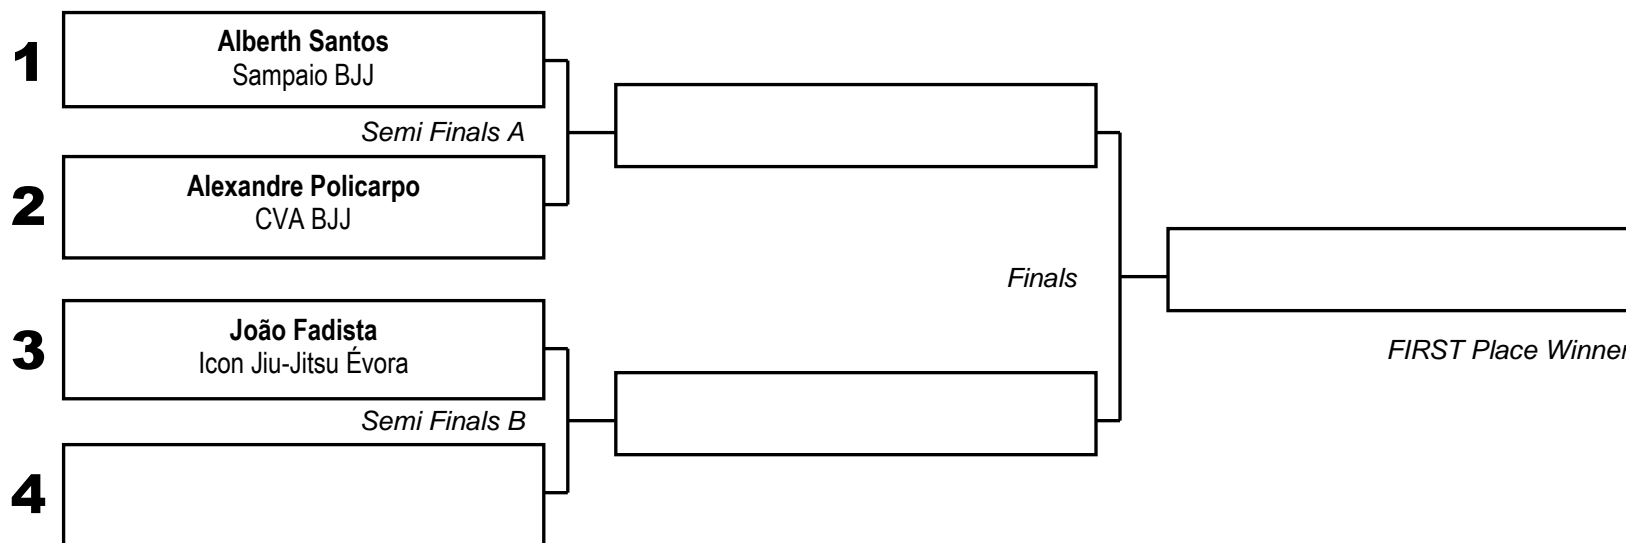 1
Alberth Santos
Sampaio BJJ
Semi Finals A
2
Alexandre Policarpo
CVA BJJ
Finals
3
João Fadista
Icon Jiu-Jitsu Évora
FIRST Place Winner
Semi Finals B
4